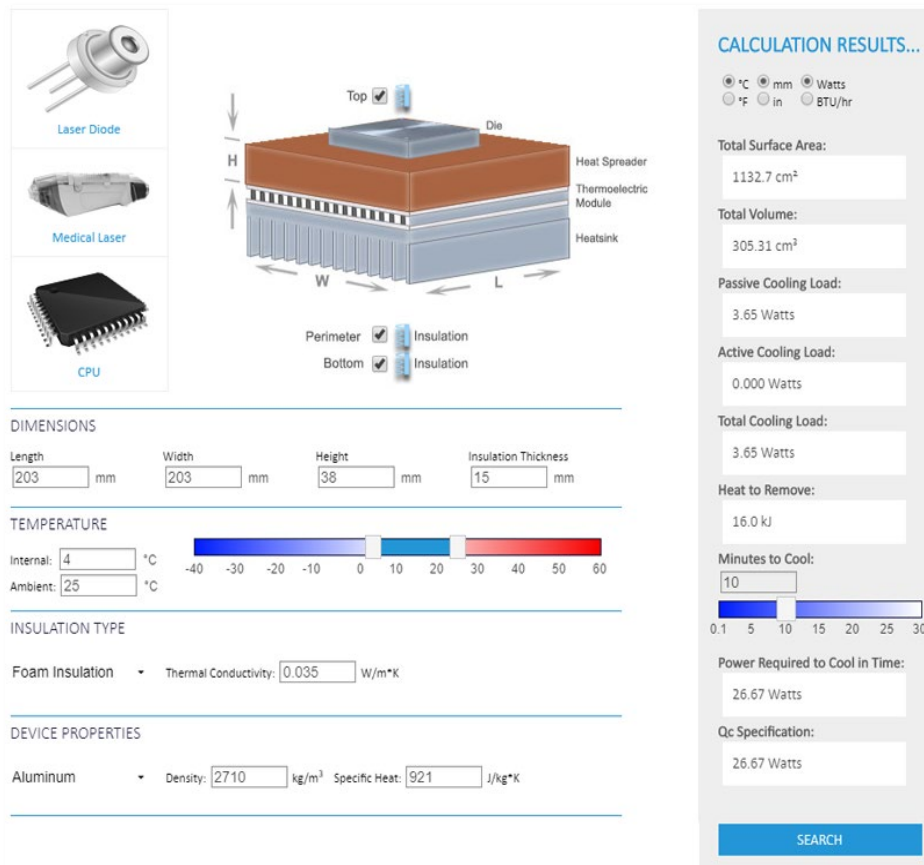 Laser Diode
Medical Laser
CPU
Top
Die
H
Heat Spreader
Thermoelectric
Module
Heatsink
W
L
Perimeter Insulation
Bottom Insulation
DIMENSIONS
Length Width Height Insulation Thickness
203 mm 203 mm 38 mm 15 mm
TEMPERATURE
Internal: 4 °C
Ambient: 25 °C
-40 -30 -20 -10 0 10 20 30 40 50 60
INSULATION TYPE
Foam Insulation Thermal Conductivity: 0.035 W/m*K
DEVICE PROPERTIES
Aluminum Density: 2710 kg/m³ Specific Heat: 921 J/kg*K
CALCULATION RESULTS...
°C mm Watts
°F in BTU/hr
Total Surface Area:
1132.7 cm²
Total Volume:
305.31 cm³
Passive Cooling Load:
3.65 Watts
Active Cooling Load:
0.000 Watts
Total Cooling Load:
3.65 Watts
Heat to Remove:
16.0 kJ
Minutes to Cool:
10
0.1 5 10 15 20 25 30
Power Required to Cool in Time:
26.67 Watts
Qc Specification:
26.67 Watts
SEARCH